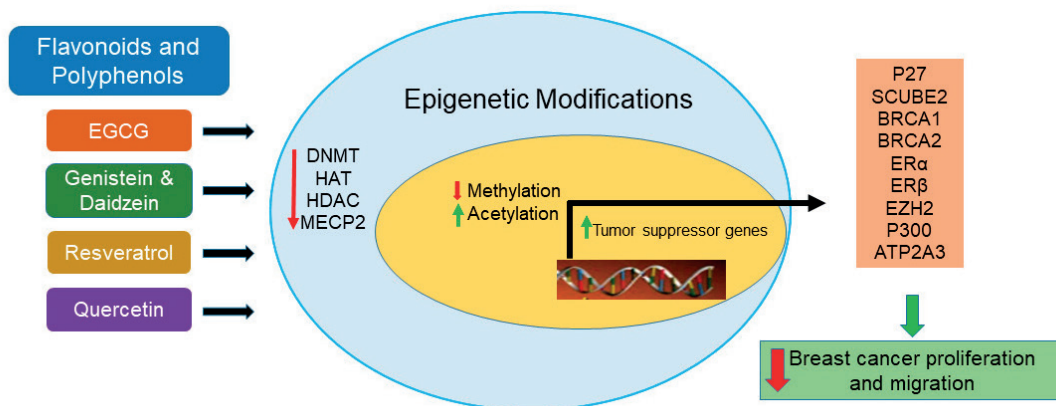 Flavonoids and
Polyphenols
EGCG
Genistein &
Daidzein
Resveratrol
Quercetin
Epigenetic Modifications
DNMT
HAT
HDAC
MECP2
Methylation
Acetylation
Tumor suppressor genes
P27
SCUBE2
BRCA1
BRCA2
ERα
ERβ
EZH2
P300
ATP2A3
Breast cancer proliferation
and migration